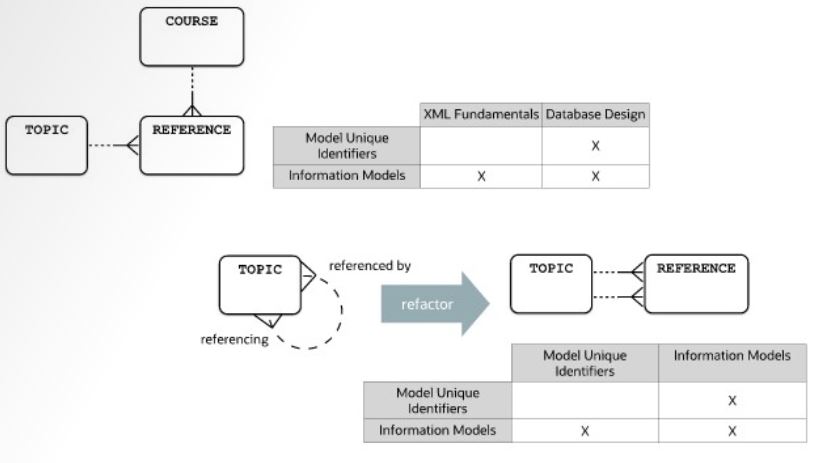 COURSE
TOPIC
REFERENCE
XML Fundamentals Database Design
Model Unique
Identifiers
X
Information Models X X
TOPIC
referenced by
referencing
refactor
TOPIC
REFERENCE
Model Unique
Identifiers
Information Models
Model Unique
Identifiers
X
Information Models X X